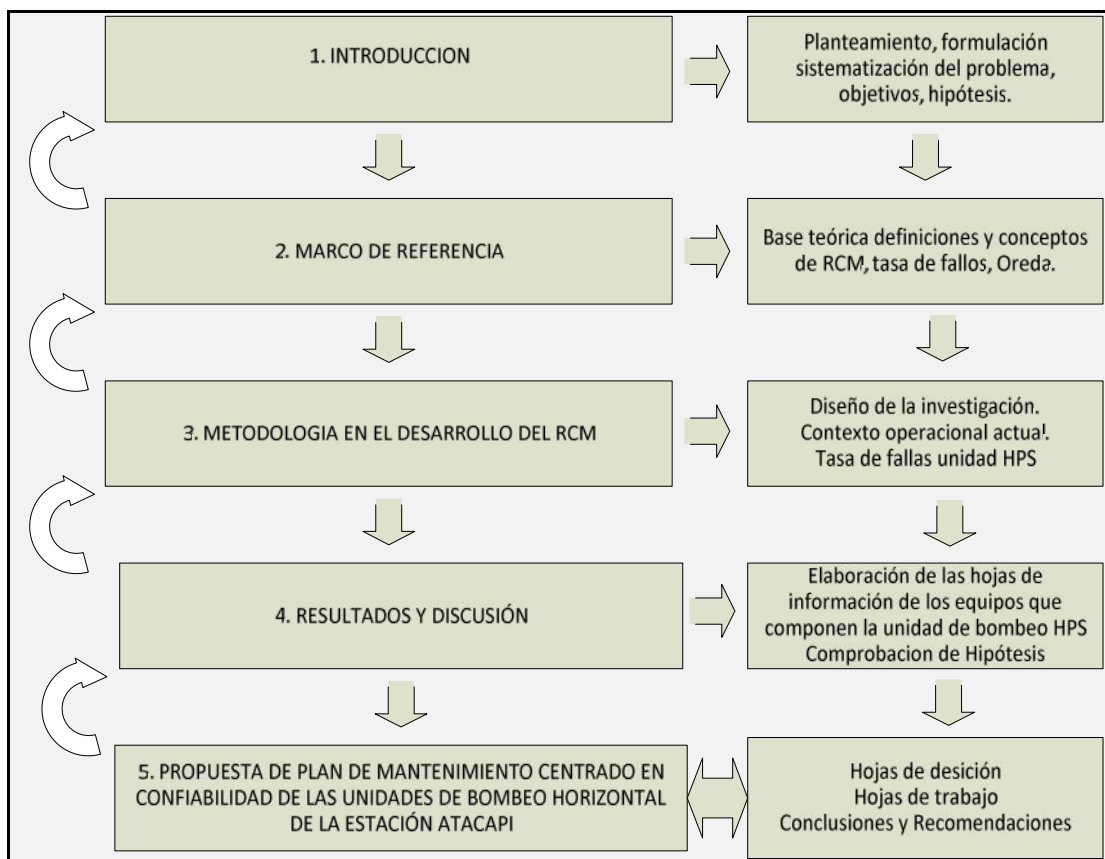 1. INTRODUCCION
Planteamiento, formulación
sistematización del problema,
objetivos, hipótesis.
2. MARCO DE REFERENCIA
Base teórica definiciones y conceptos
de RCM, tasa de fallos, Oreda.
3. METODOLOGIA EN EL DESARROLLO DEL RCM
Diseño de la investigación.
Contexto operacional actual.
Tasa de fallas unidad HPS
4. RESULTADOS Y DISCUSIÓN
Elaboración de las hojas de
información de los equipos que
componen la unidad de bombeo HPS
Comprobacion de Hipótesis
5. PROPUESTA DE PLAN DE MANTENIMIENTO CENTRADO EN
CONFIABILIDAD DE LAS UNIDADES DE BOMBEO HORIZONTAL
DE LA ESTACIÓN ATACAPI
Hojas de desición
Hojas de trabajo
Conclusiones y Recomendaciones